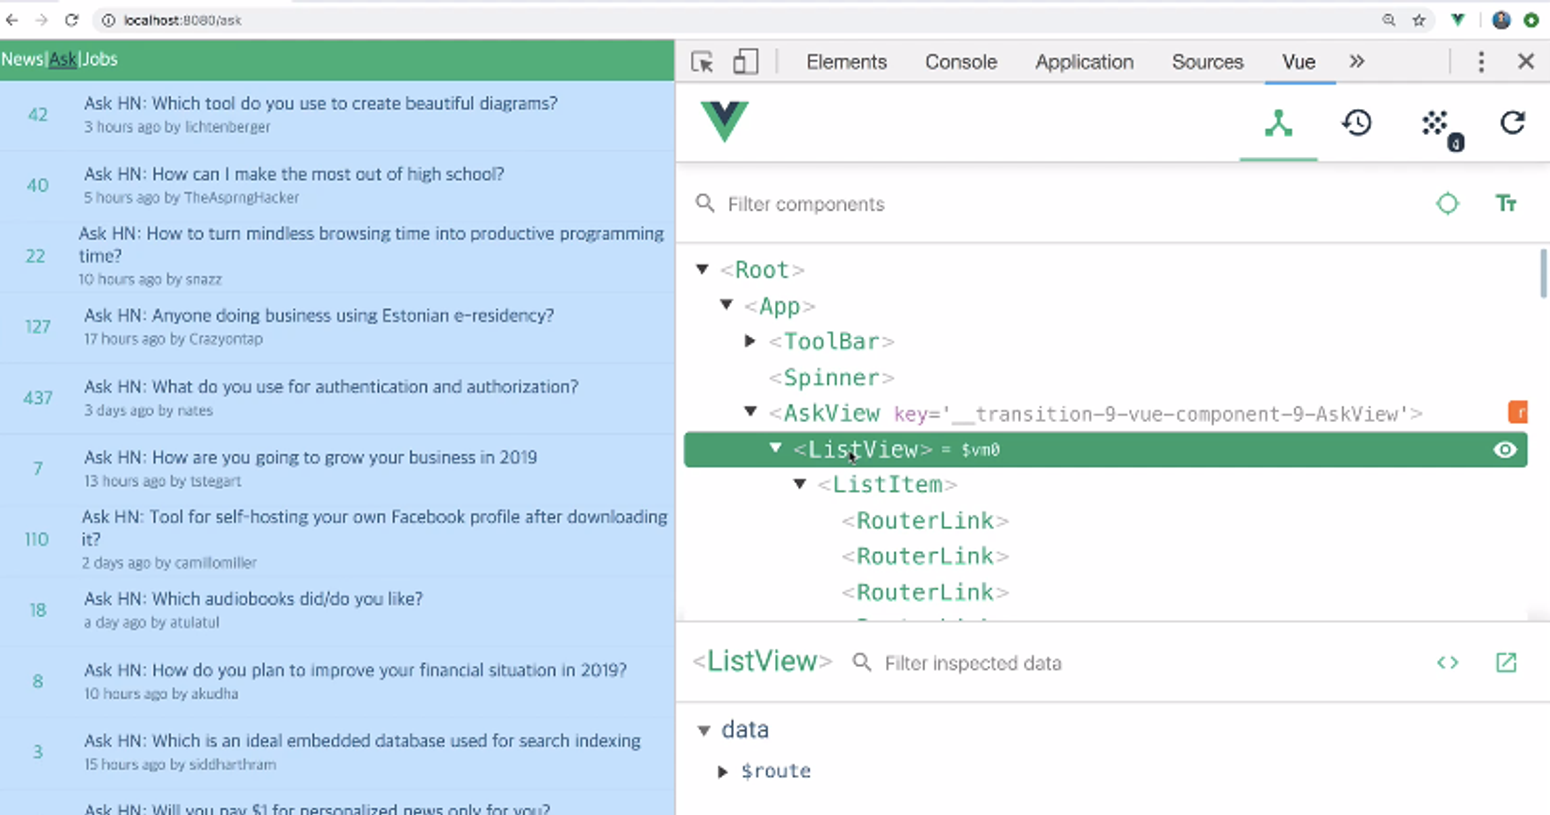 localhost:8080/ask
News|Ask|Jobs
42
Ask HN: Which tool do you use to create beautiful diagrams?
3 hours ago by lichtenberger
40
Ask HN: How can I make the most out of high school?
5 hours ago by TheAsprngHacker
22
Ask HN: How to turn mindless browsing time into productive programming
time?
10 hours ago by snazz
127
Ask HN: Anyone doing business using Estonian e-residency?
17 hours ago by Crazyontap
437
Ask HN: What do you use for authentication and authorization?
3 days ago by nates
7
Ask HN: How are you going to grow your business in 2019
13 hours ago by tstegart
110
Ask HN: Tool for self-hosting your own Facebook profile after downloading
it?
2 days ago by camillomiller
18
Ask HN: Which audiobooks did/do you like?
a day ago by atulatul
8
Ask HN: How do you plan to improve your financial situation in 2019?
10 hours ago by akudha
3
Ask HN: Which is an ideal embedded database used for search indexing
15 hours ago by siddharthram
Ask HN: Will you pay $1 for personalized news only for you?
Elements Console Application Sources Vue
Filter components
<Root>
<App>
<ToolBar>
<Spinner>
<AskView key='__transition-9-vue-component-9-AskView'>
<ListView> = $vm0
<ListItem>
<RouterLink>
<RouterLink>
<RouterLink>
<ListView> Filter inspected data
data
$route